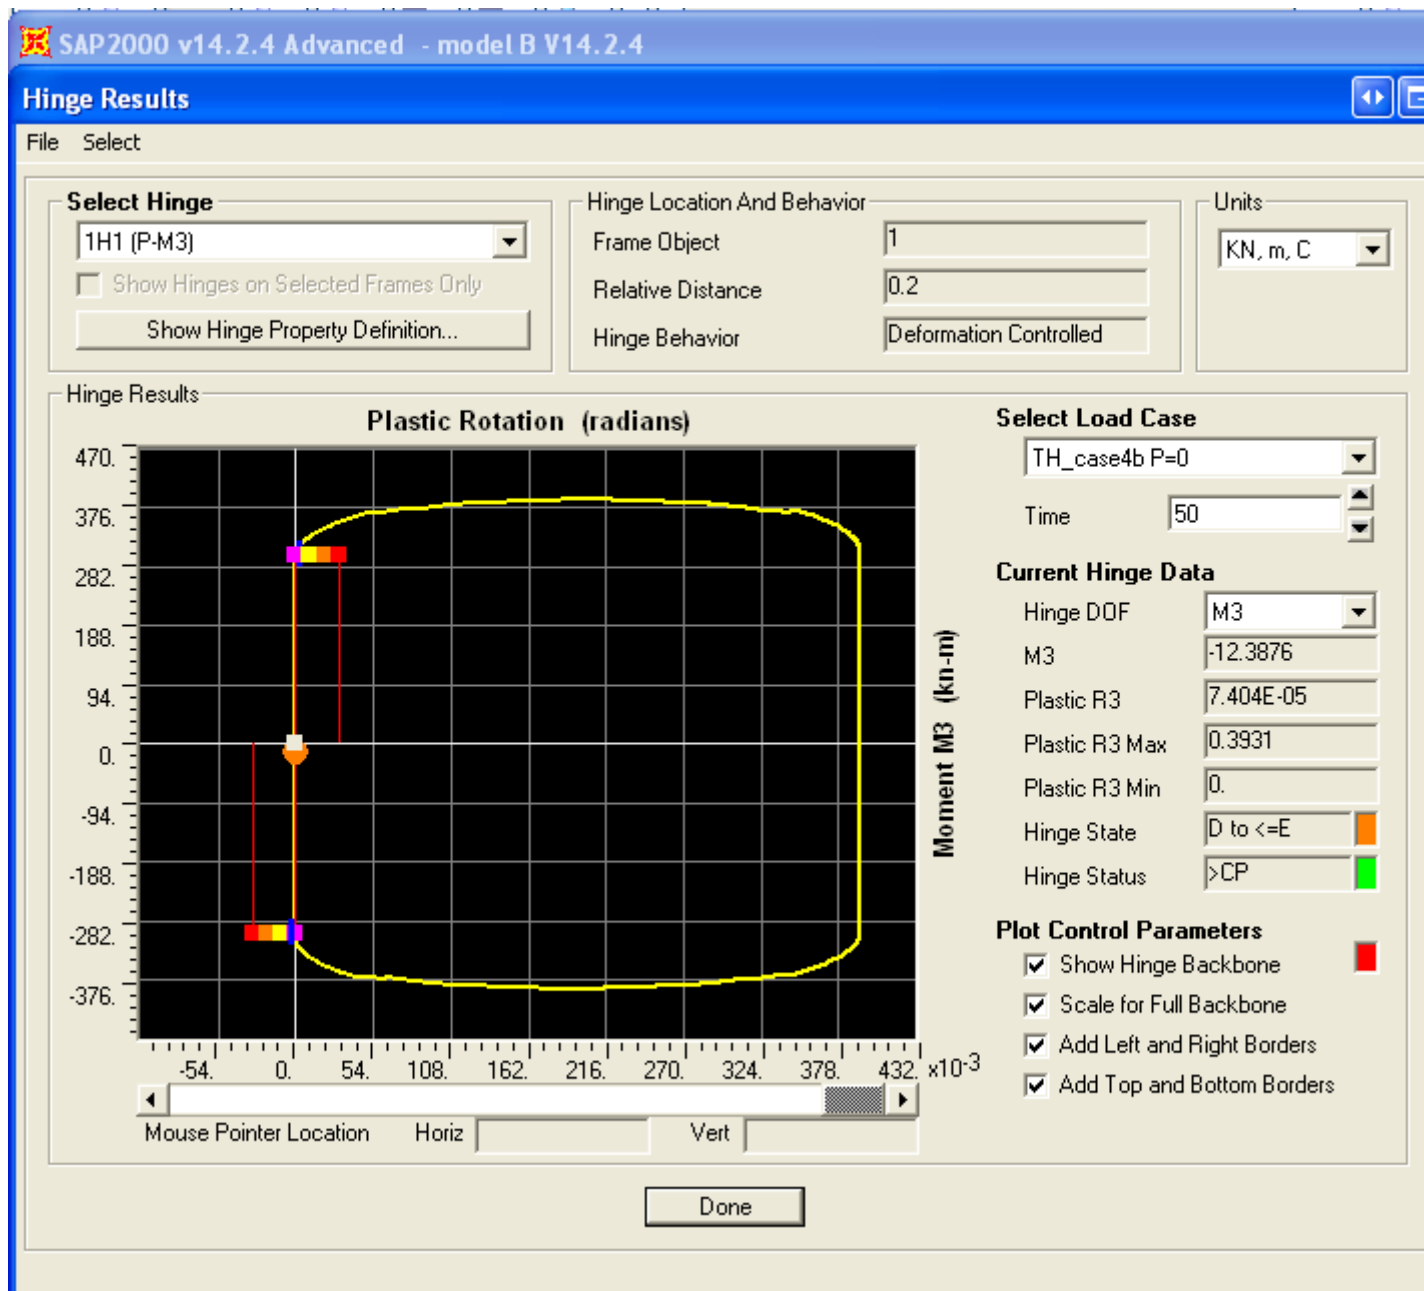 SAP2000 v14.2.4 Advanced - model B V14.2.4
Hinge Results
File Select
Select Hinge
1H1 (P-M3)
Show Hinges on Selected Frames Only
Show Hinge Property Definition...
Hinge Location And Behavior
Frame Object 1
Relative Distance 0.2
Hinge Behavior Deformation Controlled
Units
KN, m, C
Hinge Results
Plastic Rotation (radians)
470.
376.
282.
188.
94.
0.
-94.
-188.
-282.
-376.
-54. 0. 54. 108. 162. 216. 270. 324. 378. 432. x10-3
Moment M3 (kn-m)
Mouse Pointer Location Horiz Vert
Select Load Case
TH_case4b P=0
Time 50
Current Hinge Data
Hinge DOF M3
M3 -12.3876
Plastic R3 7.404E-05
Plastic R3 Max 0.3931
Plastic R3 Min 0.
Hinge State D to <=E
Hinge Status >CP
Plot Control Parameters
Show Hinge Backbone
Scale for Full Backbone
Add Left and Right Borders
Add Top and Bottom Borders
Done